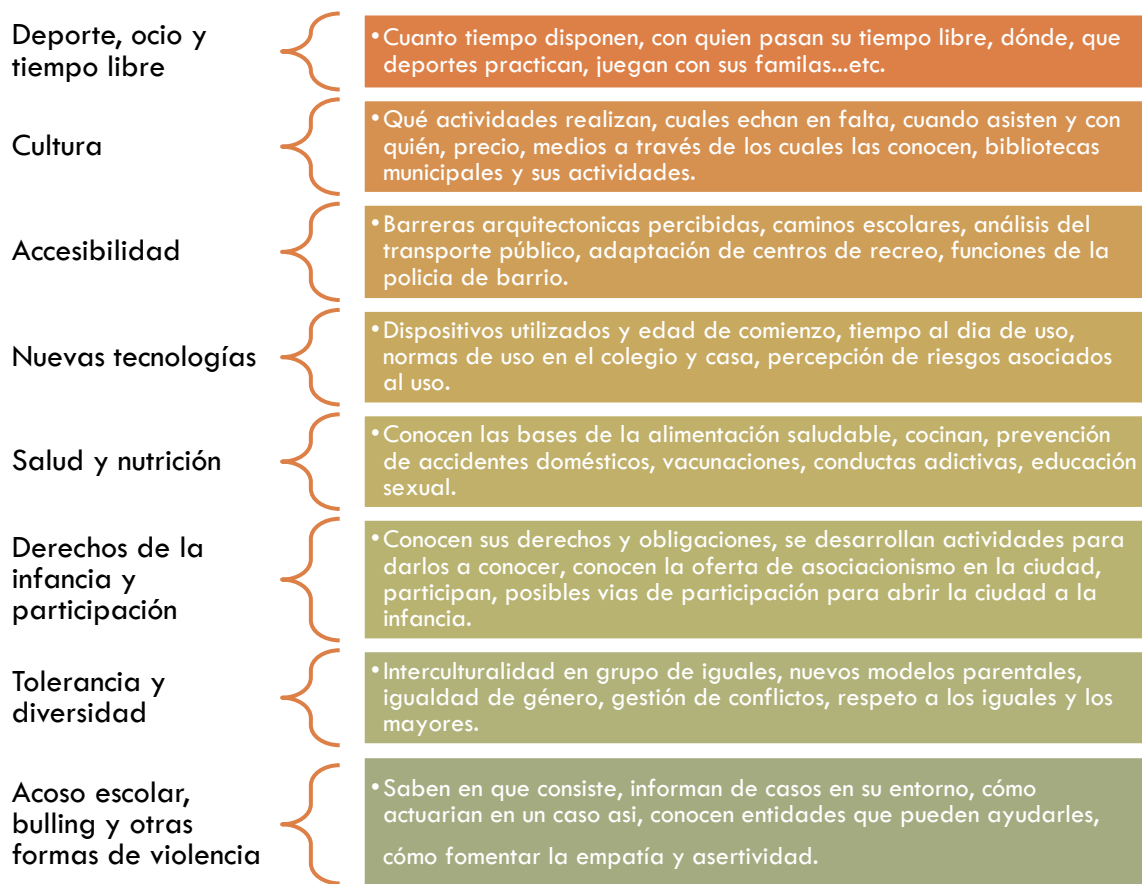 Deporte, ocio y
tiempo libre
•Cuanto tiempo disponen, con quien pasan su tiempo libre, dónde, que
deportes practican, juegan con sus familas...etc.
Cultura
•Qué actividades realizan, cuales echan en falta, cuando asisten y con
quién, precio, medios a través de los cuales las conocen, bibliotecas
municipales y sus actividades.
Accesibilidad
•Barreras arquitectonicas percibidas, caminos escolares, análisis del
transporte público, adaptación de centros de recreo, funciones de la
policia de barrio.
Nuevas tecnologías
•Dispositivos utilizados y edad de comienzo, tiempo al dia de uso,
normas de uso en el colegio y casa, percepción de riesgos asociados
al uso.
Salud y nutrición
•Conocen las bases de la alimentación saludable, cocinan, prevención
de accidentes domésticos, vacunaciones, conductas adictivas, educación
sexual.
Derechos de la
infancia y
participación
•Conocen sus derechos y obligaciones, se desarrollan actividades para
darlos a conocer, conocen la oferta de asociacionismo en la ciudad,
participan, posibles vias de participación para abrir la ciudad a la
infancia.
Tolerancia y
diversidad
•Interculturalidad en grupo de iguales, nuevos modelos parentales,
igualdad de género, gestión de conflictos, respeto a los iguales y los
mayores.
Acoso escolar,
bulling y otras
formas de violencia
•Saben en que consiste, informan de casos en su entorno, cómo
actuarian en un caso asi, conocen entidades que pueden ayudarles,
cómo fomentar la empatía y asertividad.